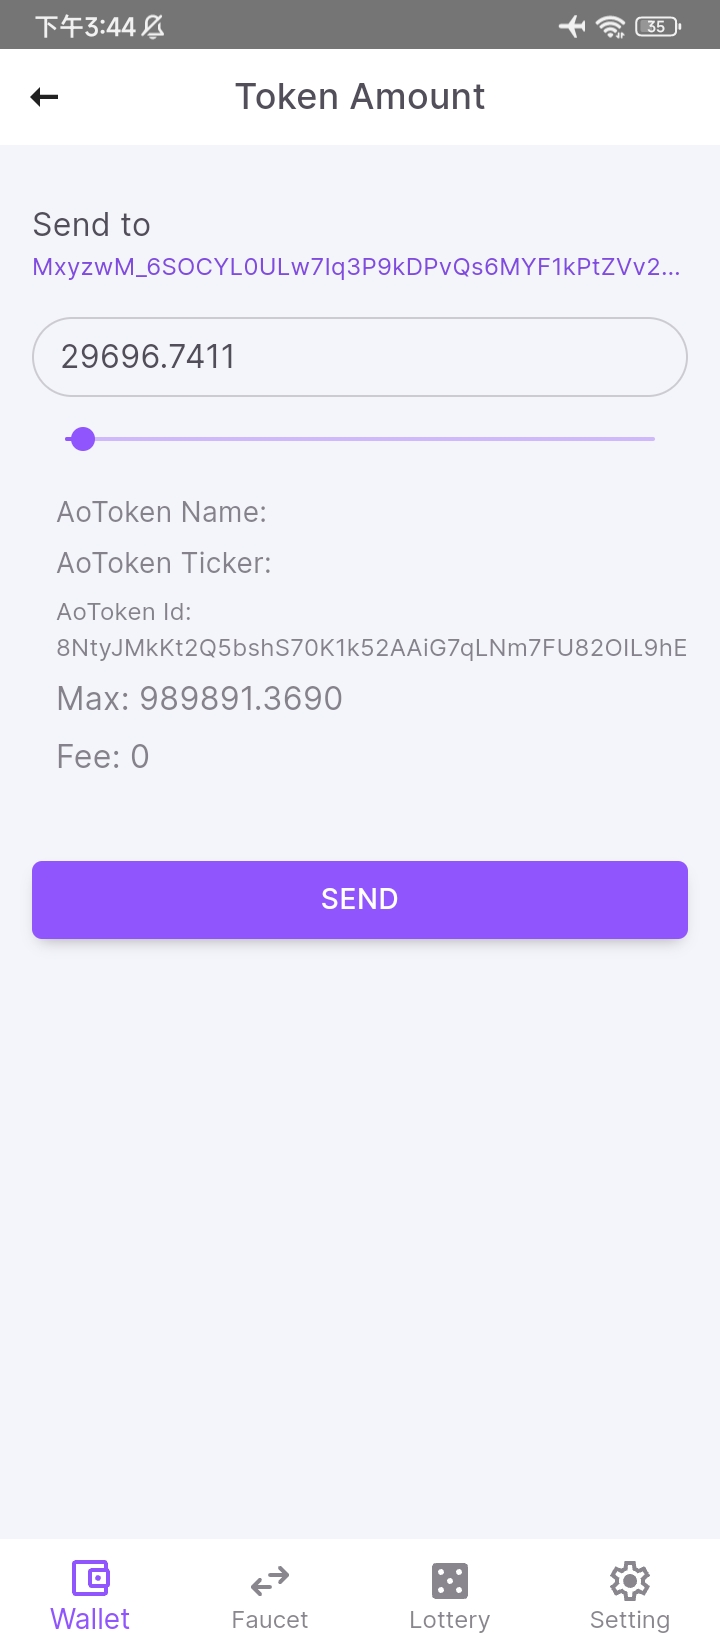 下午3:44
35
Token Amount
Send to
MxyzwM_6SOCYL0ULw7Iq3P9kDPvQs6MYF1kPtZVv2...
29696.7411
AoToken Name:
AoToken Ticker:
AoToken Id:
8NtyJMkKt2Q5bshS70K1k52AAiG7qLNm7FU82OIL9hE
Max: 989891.3690
Fee: 0
SEND
Wallet
Faucet
Lottery
Setting